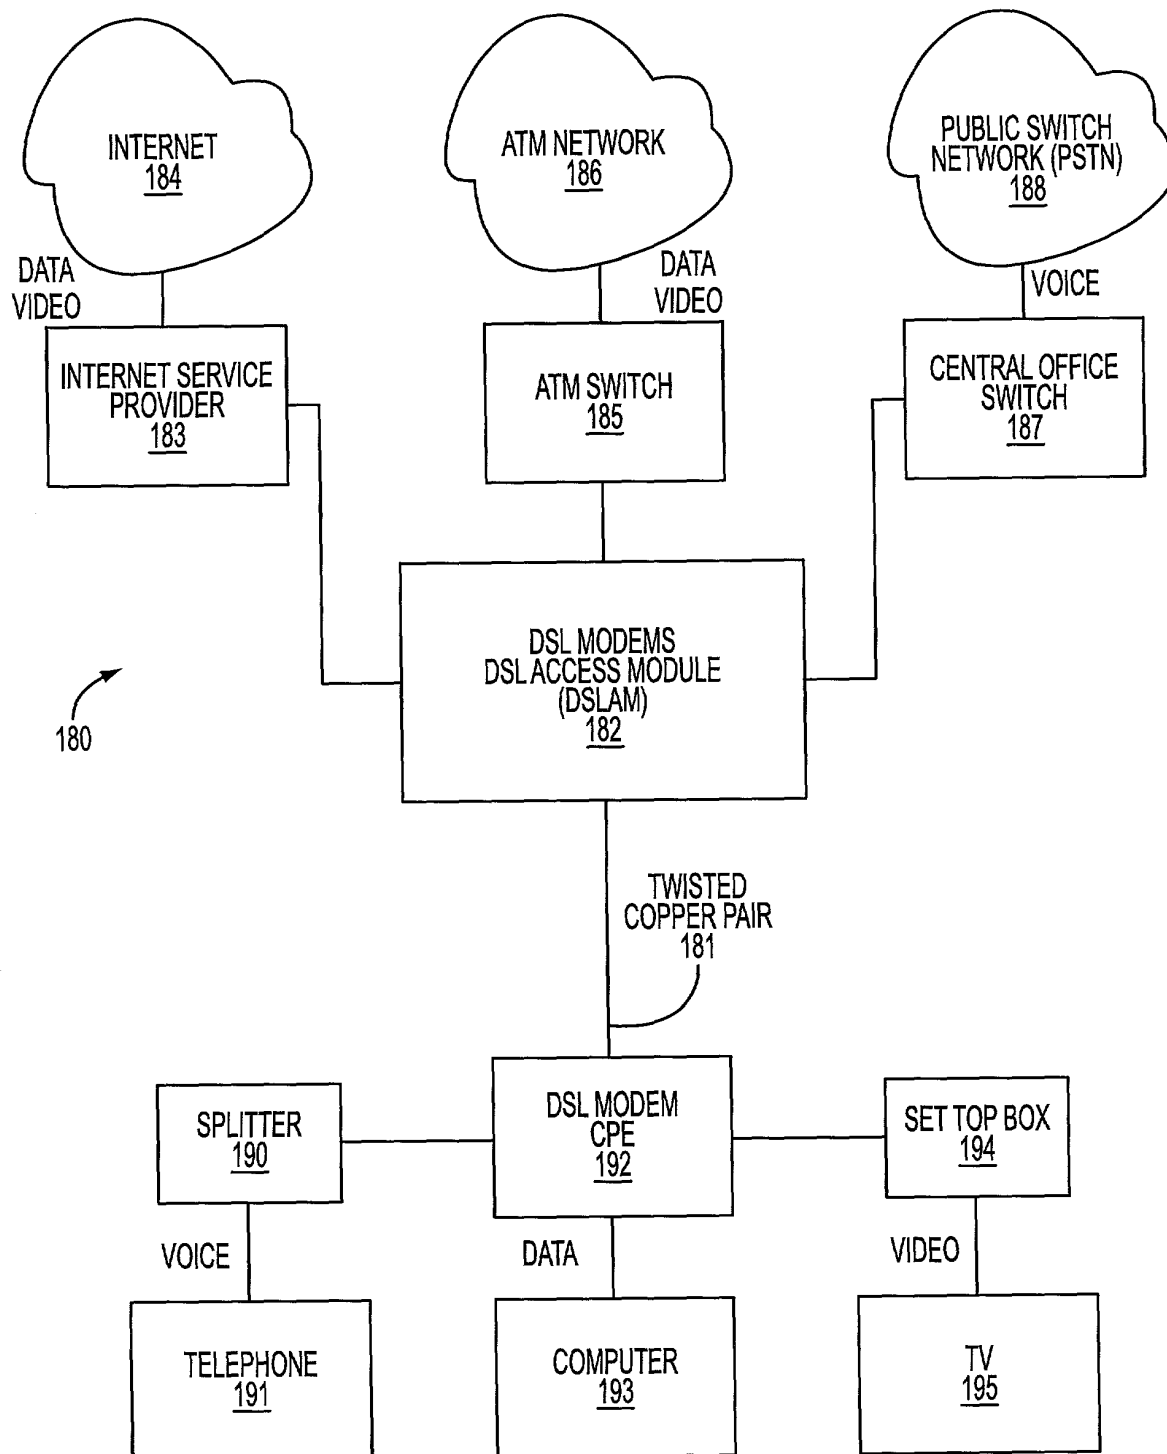 INTERNET
184
ATM NETWORK
186
PUBLIC SWITCH
NETWORK (PSTN)
188
DATA
VIDEO
DATA
VIDEO
VOICE
INTERNET SERVICE
PROVIDER
183
ATM SWITCH
185
CENTRAL OFFICE
SWITCH
187
DSL MODEMS
DSL ACCESS MODULE
(DSLAM)
182
180
TWISTED
COPPER PAIR
181
SPLITTER
190
DSL MODEM
CPE
192
SET TOP BOX
194
VOICE
DATA
VIDEO
TELEPHONE
191
COMPUTER
193
TV
195